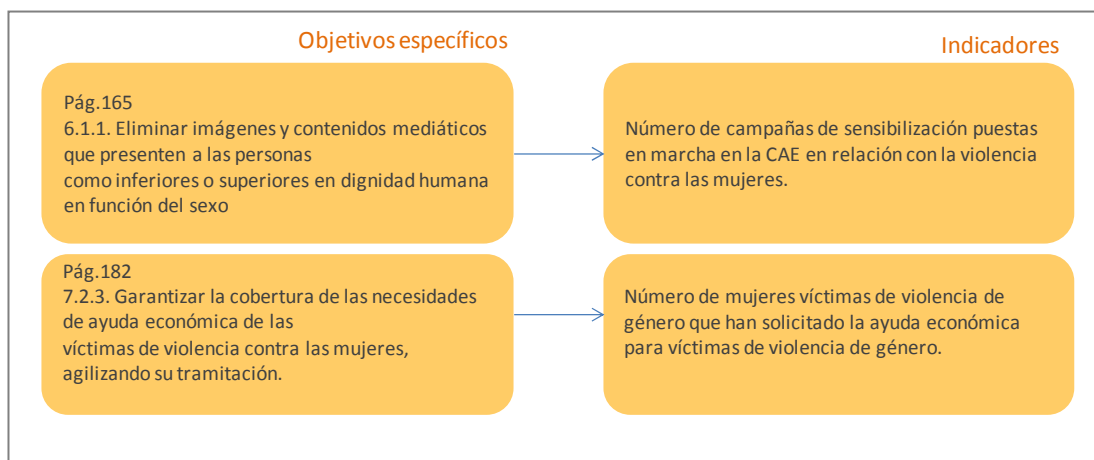 Objetivos específicos
Indicadores
Pág.165
6.1.1. Eliminar imágenes y contenidos mediáticos
que presenten a las personas
como inferiores o superiores en dignidad humana
en función del sexo
Número de campañas de sensibilización puestas
en marcha en la CAE en relación con la violencia
contra las mujeres.
Pág.182
7.2.3. Garantizar la cobertura de las necesidades
de ayuda económica de las
víctimas de violencia contra las mujeres,
agilizando su tramitación.
Número de mujeres víctimas de violencia de
género que han solicitado la ayuda económica
para víctimas de violencia de género.